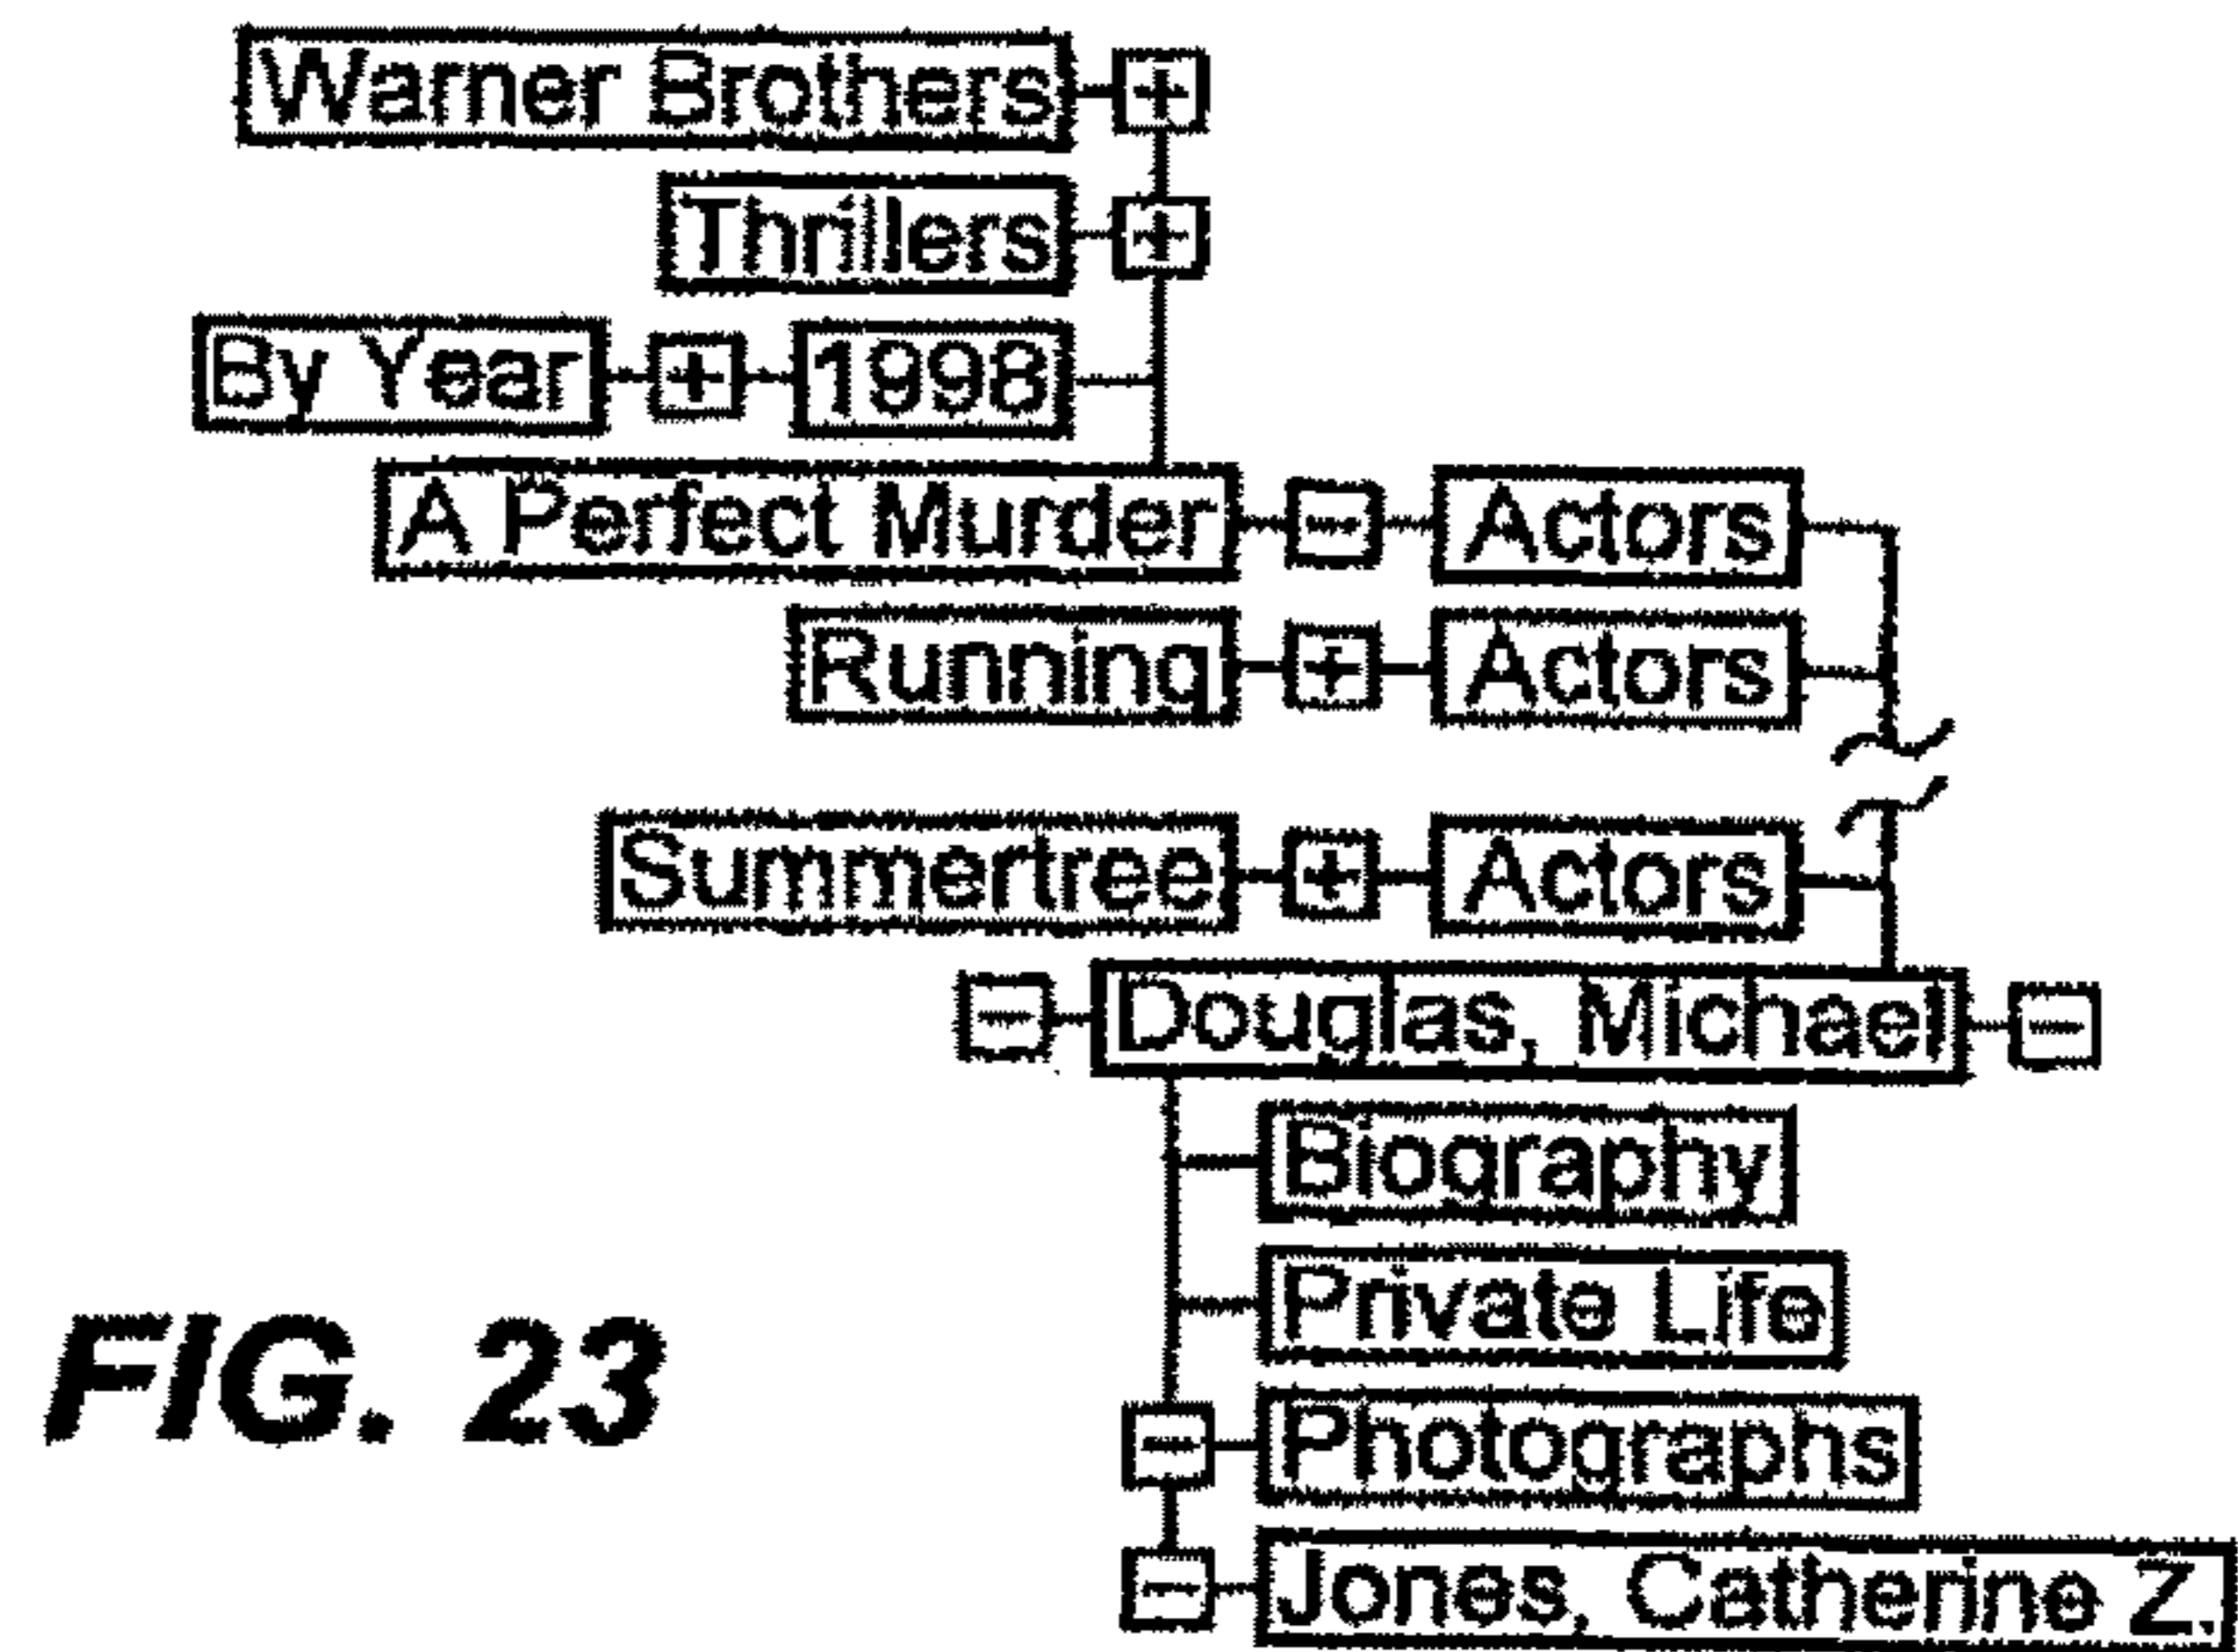 Warner Brothers +
Thrillers +
By Year + 1998
A Perfect Murder − Actors
Running + Actors
Summertree + Actors
− Douglas, Michael −
Biography
Private Life
− Photographs
− Jones, Catherine Z.
FIG. 23